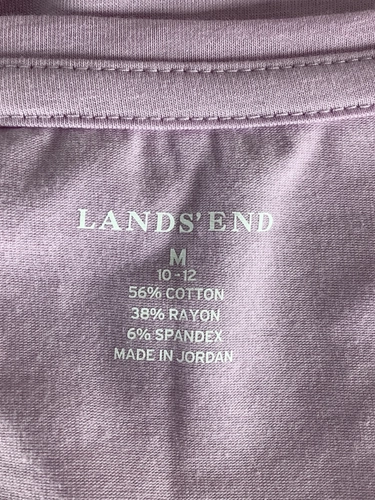 LANDS' END
M
10-12
56% COTTON
38% RAYON
6% SPANDEX
MADE IN JORDAN